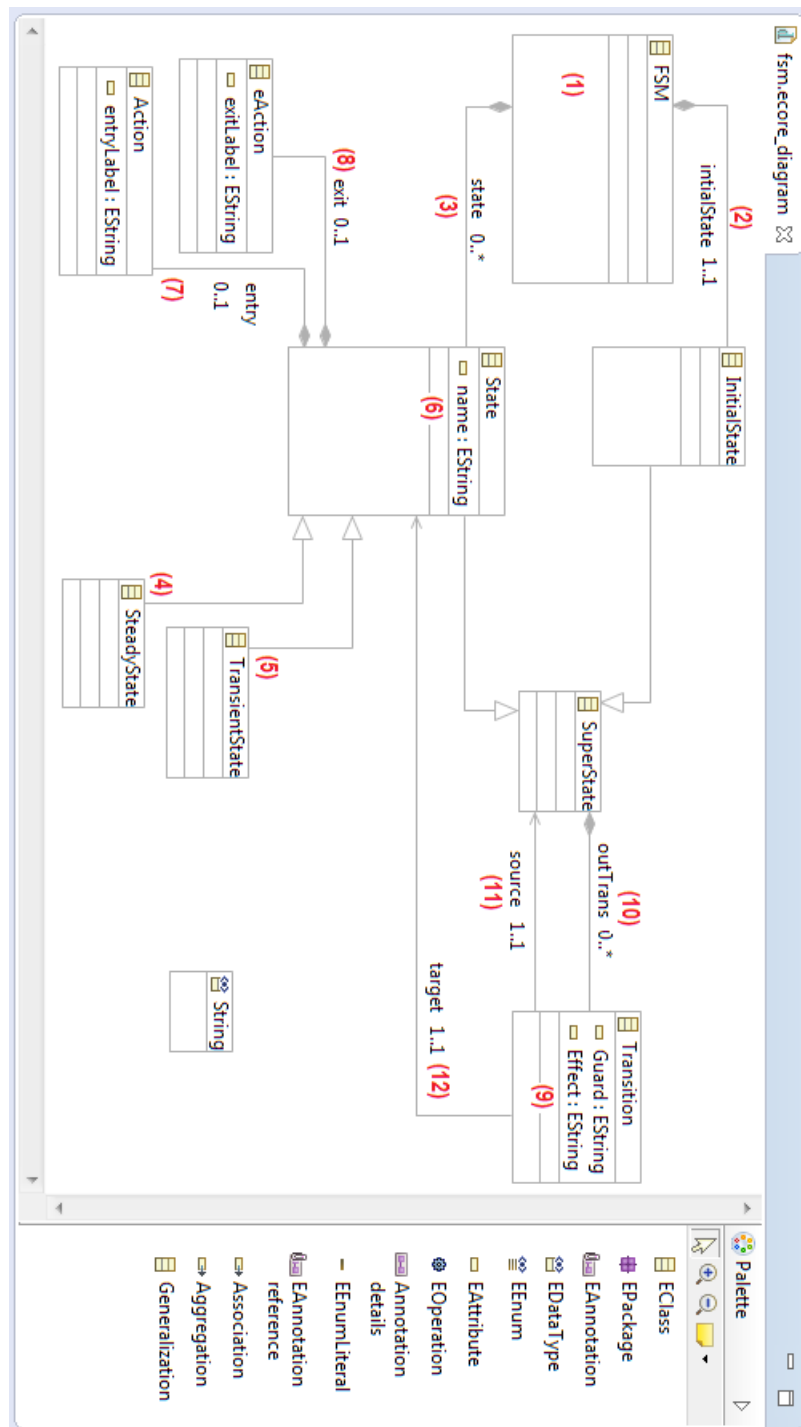 fsm.ecore_diagram
FSM
(1)
(2)
intialState 1..1
InitialState
state 0..*
(3)
State
name : EString
(6)
eAction
exitLabel : EString
(8) exit 0..1
Action
entryLabel : EString
entry
0..1
(7)
(4)
SteadyState
(5)
TransientState
SuperState
(10)
outTrans 0..*
source 1..1
(11)
target 1..1 (12)
Transition
Guard : EString
Effect : EString
(9)
String
Palette
EClass
EPackage
EAnnotation
EDataType
EEnum
EAttribute
EOperation
Annotation
details
EEnumLiteral
EAnnotation
reference
Association
Aggregation
Generalization